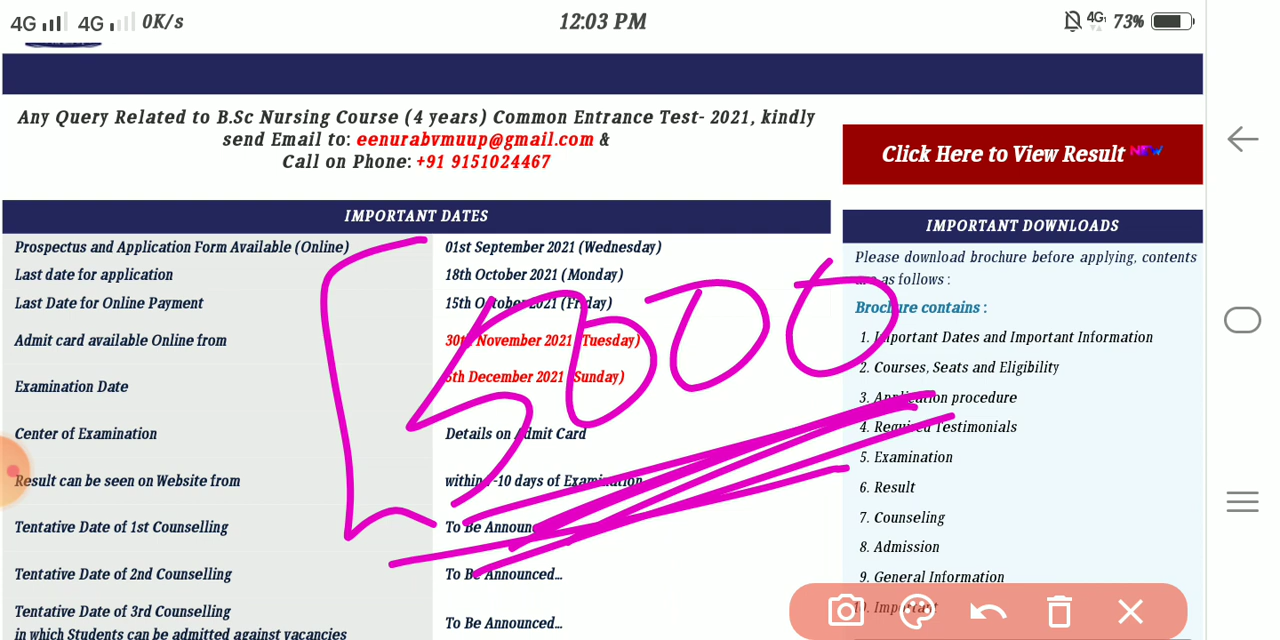 4G 4G 0K/s 12:03 PM 4G 73%
Any Query Related to B.Sc Nursing Course (4 years) Common Entrance Test- 2021, kindly
send Email to: eenurabvmuup@gmail.com &
Call on Phone: +91 9151024467
Click Here to View Result NEW
IMPORTANT DATES
Prospectus and Application Form Available (Online) 01st September 2021 (Wednesday)
Last date for application 18th October 2021 (Monday)
Last Date for Online Payment 15th October 2021 (Friday)
Admit card available Online from 30th November 2021 (Tuesday)
Examination Date 5th December 2021 (Sunday)
Center of Examination Details on Admit Card
Result can be seen on Website from within -10 days of Examination
Tentative Date of 1st Counselling To Be Announced...
Tentative Date of 2nd Counselling To Be Announced...
Tentative Date of 3rd Counselling
in which Students can be admitted against vacancies To Be Announced...
5000
IMPORTANT DOWNLOADS
Please download brochure before applying, contents
are as follows :
Brochure contains :
1. Important Dates and Important Information
2. Courses, Seats and Eligibility
3. Application procedure
4. Required Testimonials
5. Examination
6. Result
7. Counseling
8. Admission
9. General Information
10. Important